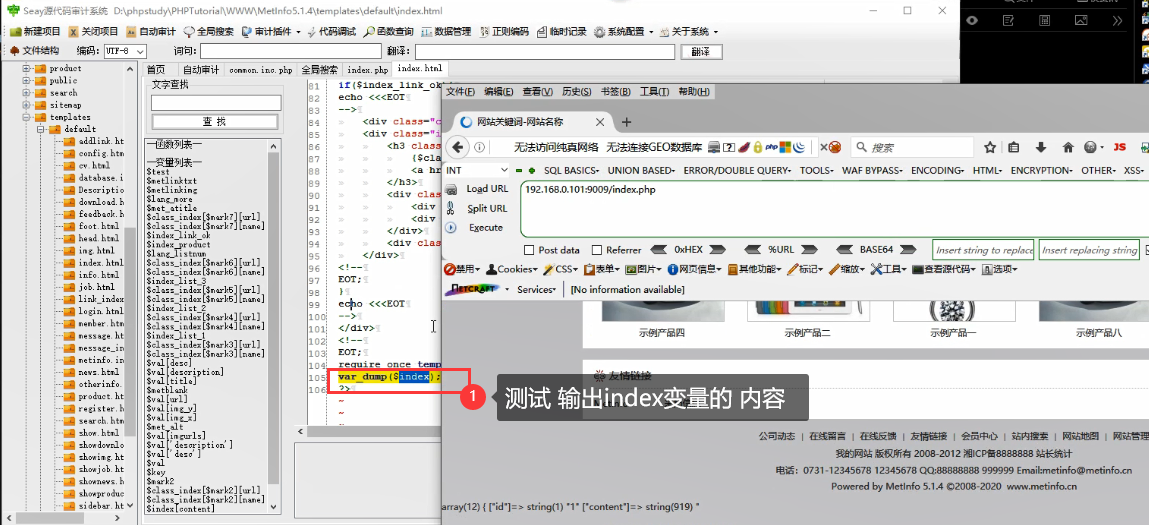 Seay源代码审计系统 D:\phpstudy\PHPTutorial\WWW\MetInfo5.1.4\templates\default\index.html
新建项目 关闭项目 自动审计 全局搜索 审计插件 代码调试 函数查询 数据管理 正则编码 临时记录 系统配置 关于系统
文件结构 编码: UTF-8 词词: 翻译: 翻译
首页 自动审计 common.inc.php 全局搜索 index.php index.html
product
public
search
sitemap
templates
default
addlink.ht
config.htm
cv.html
database.i
Descriptio
download.h
feedback.h
foot.html
head.html
img.html
index.html
info.html
job.html
link_index
login.html
member.htm
message.ht
message_in
metinfo.in
news.html
otherinfo.
product.ht
register.h
search.htm
show.html
showdownlo
showimg.ht
showjob.ht
shownews.h
showproduc
sidebar.ht
文字查找
查 找
—函数列表—
—变量列表—
$test
$metlinktxt
$metlinking
$lang_more
$met_atitle
$class_index[$mark7][url]
$class_index[$mark7][name]
$index_link_ok
$index_product
$lang_listnum
$class_index[$mark6][url]
$class_index[$mark6][name]
$index_list_3
$class_index[$mark5][url]
$class_index[$mark5][name]
$index_list_2
$class_index[$mark4][url]
$class_index[$mark4][name]
$index_list_1
$class_index[$mark3][url]
$class_index[$mark3][name]
$val[desc]
$val[description]
$val[title]
$metblank
$val[url]
$val[img_y]
$val[img_x]
$met_alt
$val[imgurls]
$val['description']
$val['desc']
$val
$key
$mark2
$class_index[$mark2][url]
$class_index[$mark2][name]
$index[content]
81 if($index_link_ok
82 echo <<<EOT
83 -->
84 <div class="c
85 <div class="i
86 <h3 class
87 {$class
88 <a hr
89 </h3>
90 <div clas
91 <div
92 <div
93 </div>
94 <div clas
95 </div>
96 <!--
97 EOT;
98 }
99 echo <<<EOT
100 -->
101 </div>
102 <!--
103 EOT;
104 require_once temp
105 var_dump($index);
106 ?>
文件(F) 编辑(E) 查看(V) 历史(S) 书签(B) 工具(T) 帮助(H)
网站关键词-网站名称
无法访问纯真网络 无法连接GEO数据库 php 搜索 JS
INT SQL BASICS UNION BASED ERROR/DOUBLE QUERY TOOLS WAF BYPASS ENCODING HTML ENCRYPTION OTHER XSS
Load URL 192.168.0.101:9009/index.php
Split URL
Execute
Post data Referrer 0xHEX %URL BASE64 Insert string to replace Insert replacing string
禁用 Cookies CSS 表单 图片 网页信息 其他功能 标记 缩放 工具 查看源代码 选项
NETCRAFT Services [No information available]
示例产品四 示例产品二 示例产品一 示例产品八
友情链接
1 测试 输出index变量的 内容
公司动态 | 在线留言 | 在线反馈 | 友情链接 | 会员中心 | 站内搜索 | 网站地图 | 网站管理
我的网站 版权所有 2008-2012 湘ICP备8888888 站长统计
电话：0731-12345678 12345678 QQ:88888888 999999 Email:metinfo@metinfo.cn
Powered by MetInfo 5.1.4 ©2008-2020 www.metinfo.cn
array(12) { ["id"]=> string(1) "1" ["content"]=> string(919) "